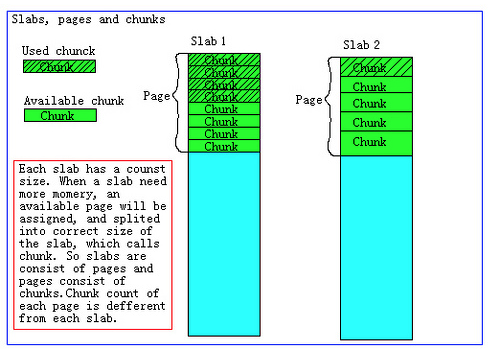 Slabs, pages and chunks
Used chunck
Chunk
Available chunk
Chunk
Slab 1
Page
Chunk
Chunk
Chunk
Chunk
Chunk
Chunk
Chunk
Chunk
Slab 2
Page
Chunk
Chunk
Chunk
Chunk
Chunk
Each slab has a counst
size. When a slab need
more momery, an
available page will be
assigned, and splited
into correct size of
the slab, which calls
chunk. So slabs are
consist of pages and
pages consist of
chunks.Chunk count of
each page is defferent
from each slab.